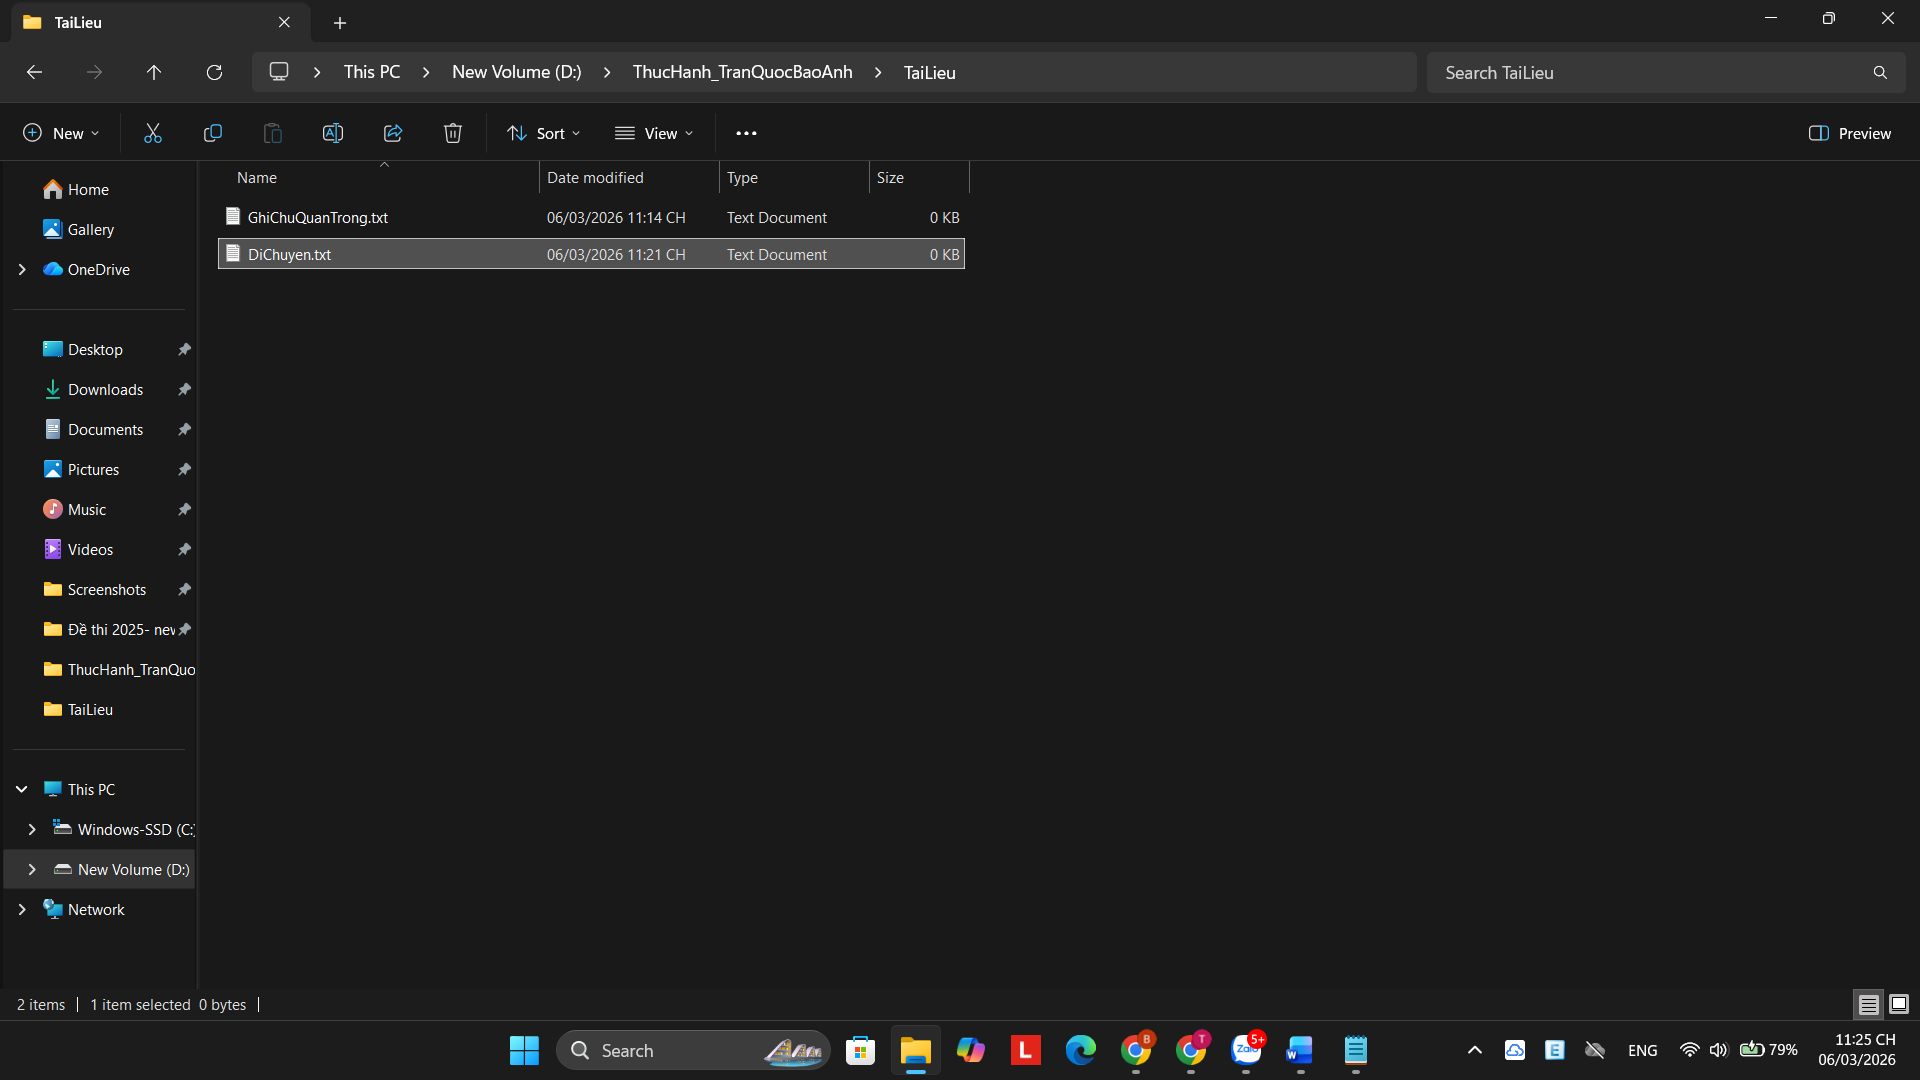 TaiLieu
This PC
New Volume (D:)
ThucHanh_TranQuocBaoAnh
TaiLieu
Search TaiLieu
New
Sort
View
Preview
Name
Date modified
Type
Size
GhiChuQuanTrong.txt 06/03/2026 11:14 CH Text Document 0 KB
DiChuyen.txt 06/03/2026 11:21 CH Text Document 0 KB
Home
Gallery
OneDrive
Desktop
Downloads
Documents
Pictures
Music
Videos
Screenshots
Đề thi 2025- nev
ThucHanh_TranQuo
TaiLieu
This PC
Windows-SSD (C:)
New Volume (D:)
Network
2 items
1 item selected 0 bytes
Search
L
B
T
Zalo
5+
W
E
ENG
79%
11:25 CH
06/03/2026